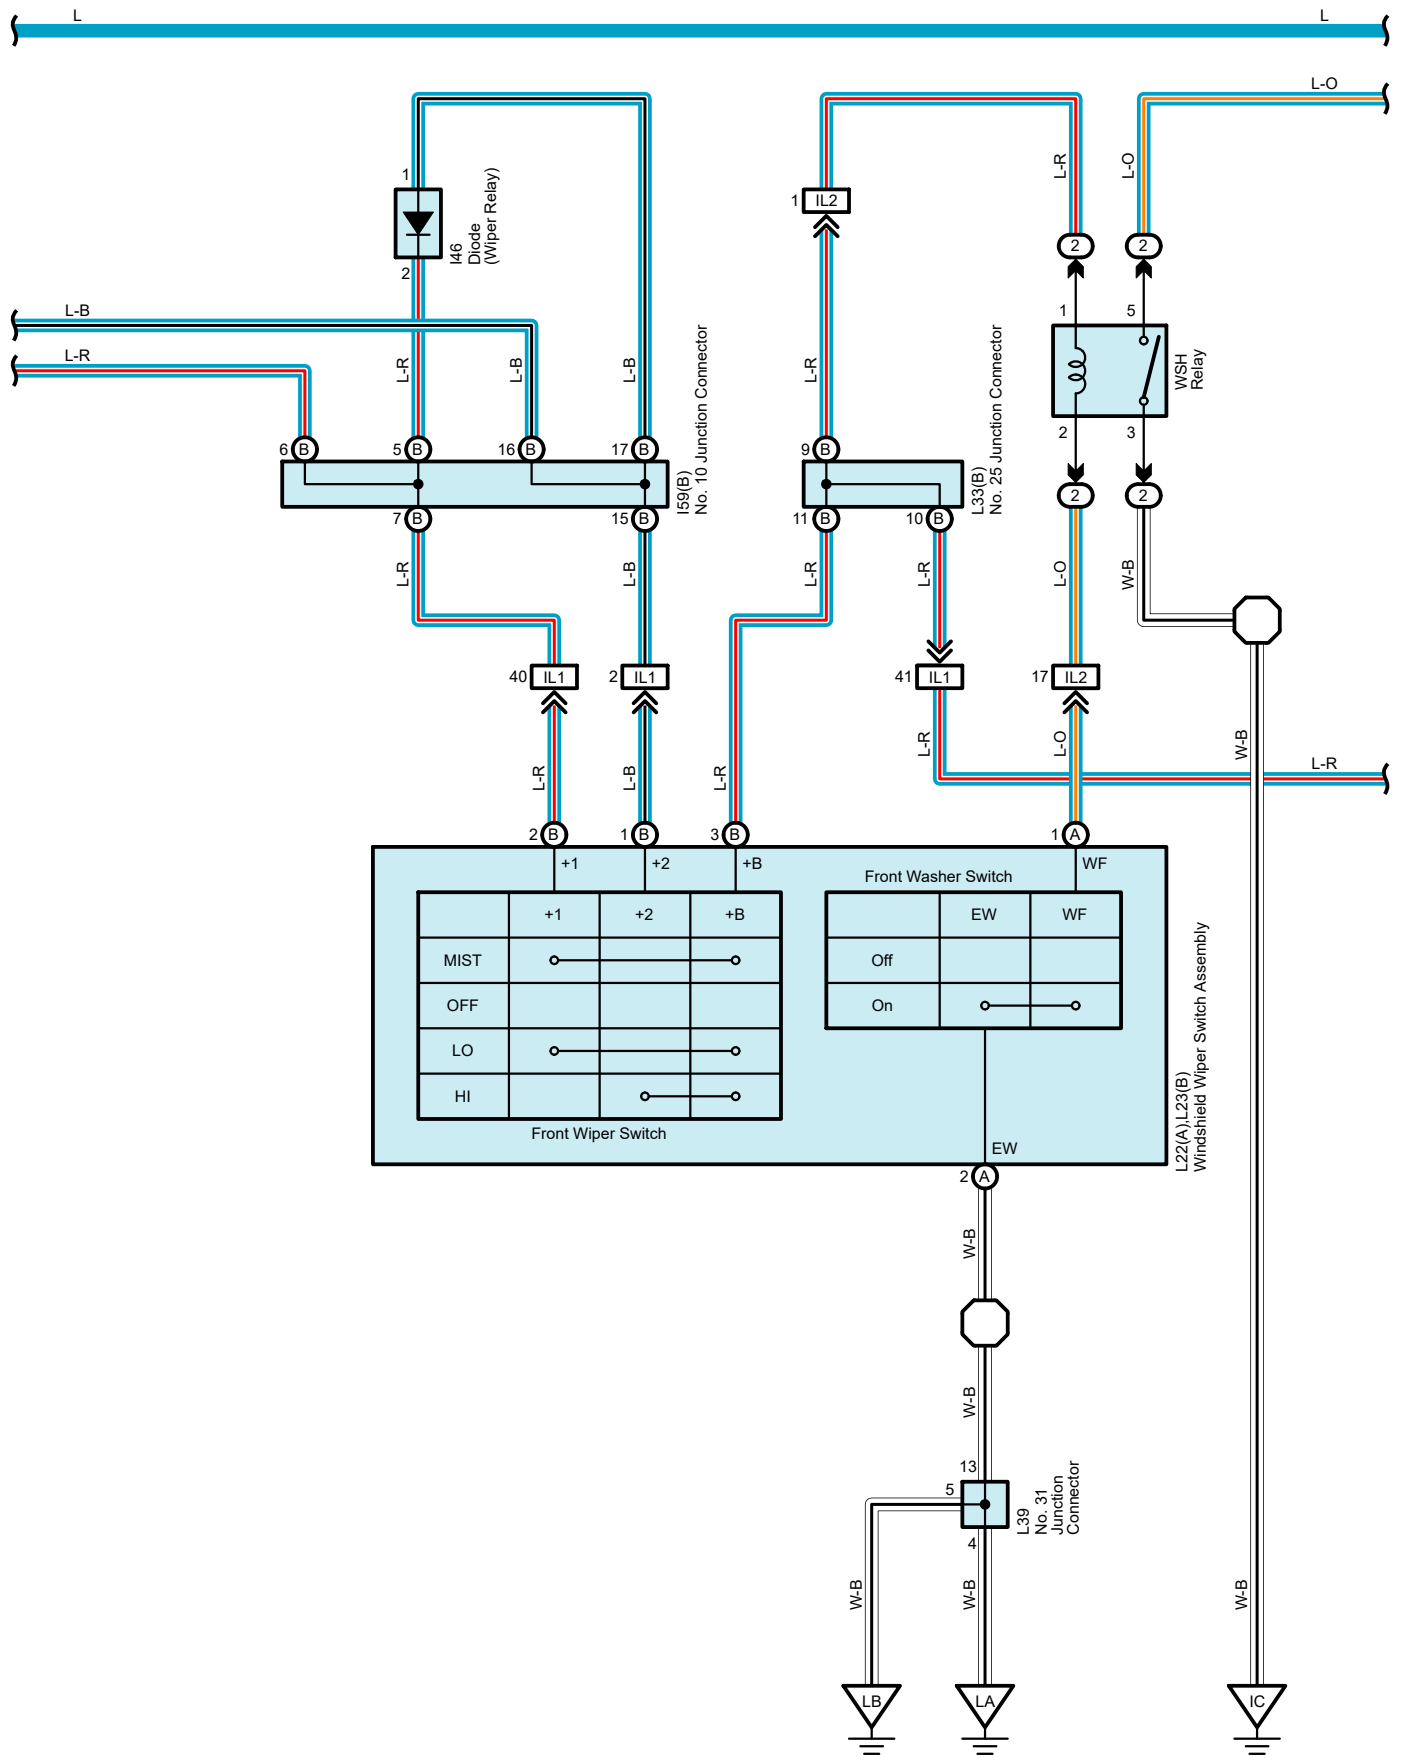 L
L
L-O
1
I46
Diode
(Wiper Relay)
2
1
IL2
L-R
L-O
2
2
L-B
L-R
L-R
L-B
L-B
L-R
1
5
WSH
Relay
2
3
6
B
5
B
16
B
17
B
I59(B)
No. 10 Junction Connector
9
B
L33(B)
No. 25 Junction Connector
2
2
7
B
15
B
11
B
10
B
L-R
L-B
L-R
L-R
L-O
W-B
40
IL1
2
IL1
41
IL1
17
IL2
L-R
L-B
L-R
L-R
L-O
W-B
L-R
2
B
1
B
3
B
1
A
+1
+2
+B
WF
Front Washer Switch
+1
+2
+B
EW
WF
MIST
Off
OFF
On
LO
HI
Front Wiper Switch
EW
L22(A),L23(B)
Windshield Wiper Switch Assembly
2
A
W-B
W-B
13
5
L39
No. 31
Junction
Connector
4
W-B
W-B
W-B
LB
LA
IC